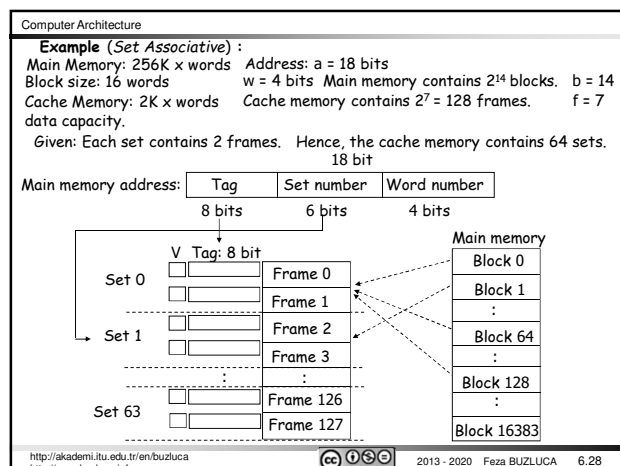 Computer Architecture
Example (Set Associative) :
Main Memory: 256K x words Address: a = 18 bits
Block size: 16 words w = 4 bits Main memory contains 2¹⁴ blocks. b = 14
Cache Memory: 2K x words Cache memory contains 2⁷ = 128 frames. f = 7
data capacity.
Given: Each set contains 2 frames. Hence, the cache memory contains 64 sets.
18 bit
Main memory address: Tag Set number Word number
8 bits 6 bits 4 bits
Main memory
V Tag: 8 bit
Block 0
Set 0 Frame 0
Block 1
Frame 1
:
Set 1 Frame 2
Block 64
Frame 3
:
: :
Block 128
Set 63 Frame 126
:
Frame 127
Block 16383
http://akademi.itu.edu.tr/en/buzluca
cc
2013 - 2020 Feza BUZLUCA 6.28